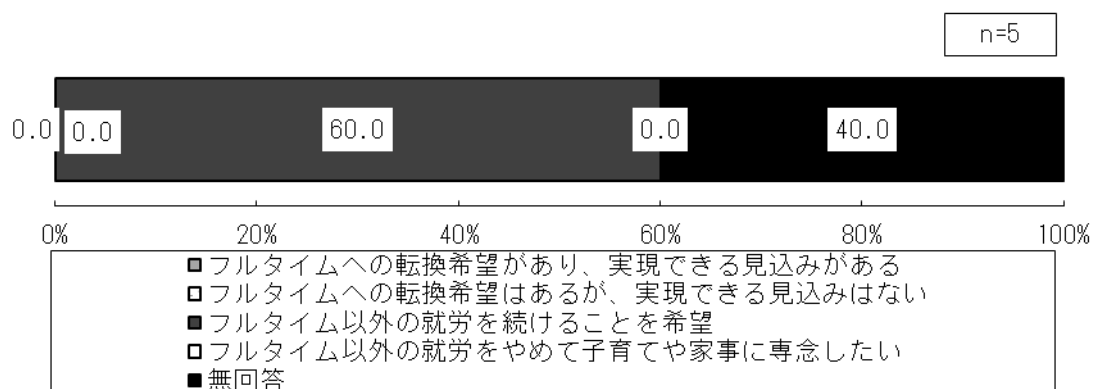 n=5
0.0 0.0 60.0 0.0 40.0
0% 20% 40% 60% 80% 100%
フルタイムへの転換希望があり、実現できる見込みがある
フルタイムへの転換希望はあるが、実現できる見込みはない
フルタイム以外の就労を続けることを希望
フルタイム以外の就労をやめて子育てや家事に専念したい
無回答